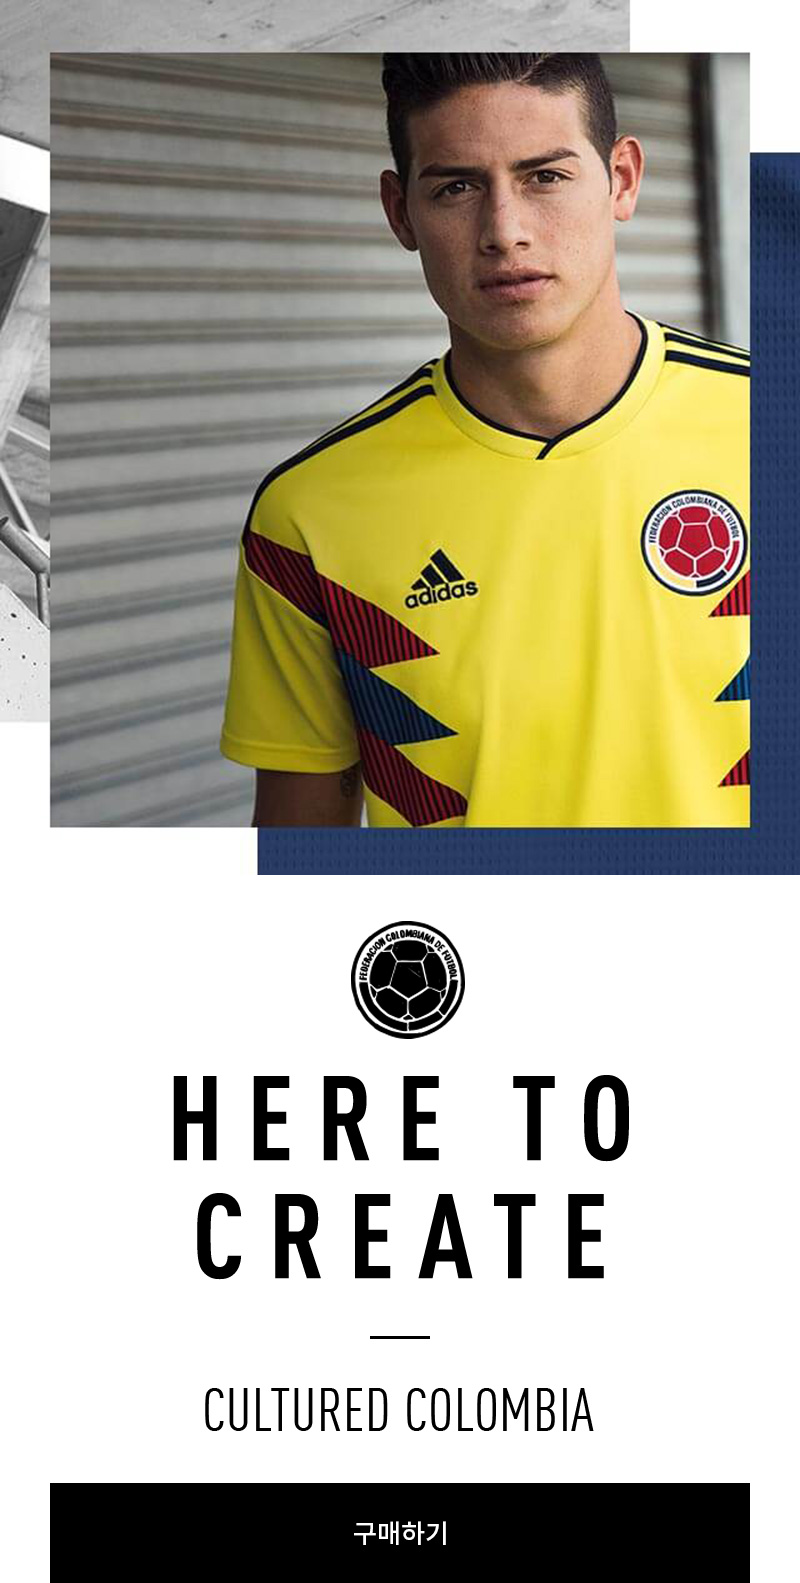 adidas
FEDERACION COLOMBIANA DE FUTBOL
FEDERACION COLOMBIANA DE FUTBOL
HERE TO
CREATE
CULTURED COLOMBIA
구매하기